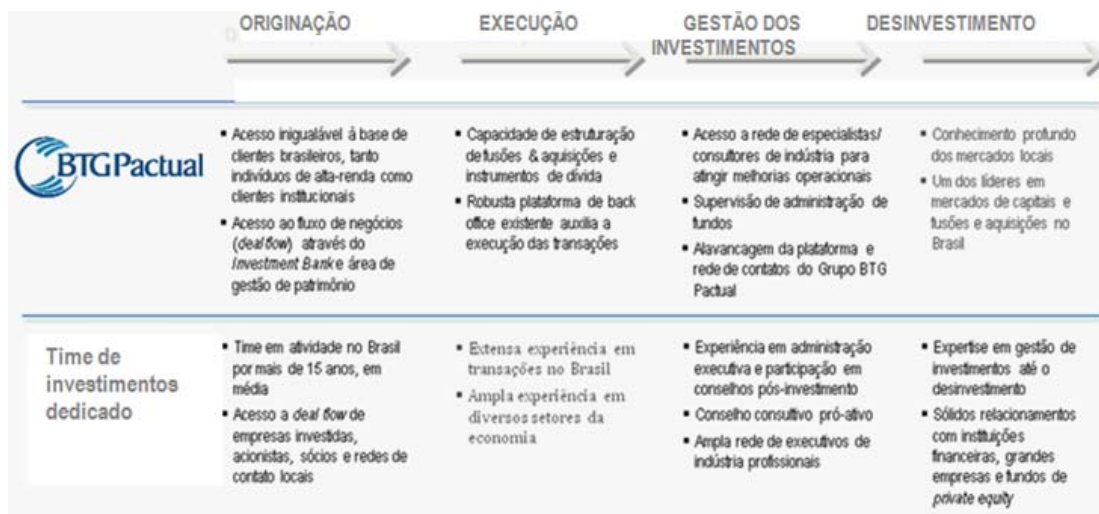 ORIGINAÇÃO
EXECUÇÃO
GESTÃO DOS
INVESTIMENTOS
DESINVESTIMENTO
BTGPactual
▪ Acesso inigualável à base de
clientes brasileiros, tanto
indivíduos de alta-renda como
clientes institucionais
▪ Acesso ao fluxo de negócios
(deal flow) através do
Investment Bank e área de
gestão de patrimônio
▪ Capacidade de estruturação
de fusões & aquisições e
instrumentos de dívida
▪ Robusta plataforma de back
office existente auxilia a
execução das transações
▪ Acesso a rede de especialistas/
consultores de indústria para
atingir melhorias operacionais
▪ Supervisão de administração de
fundos
▪ Alavancagem da plataforma e
rede de contatos do Grupo BTG
Pactual
▪ Conhecimento profundo
dos mercados locais
▪ Um dos líderes em
mercados de capitais e
fusões e aquisições no
Brasil
Time de
investimentos
dedicado
▪ Time em atividade no Brasil
por mais de 15 anos, em
média
▪ Acesso a deal flow de
empresas investidas,
acionistas, sócios e redes de
contato locais
▪ Extensa experiência em
transações no Brasil
▪ Ampla experiência em
diversos setores da
economia
▪ Experiência em administração
executiva e participação em
conselhos pós-investimento
▪ Conselho consultivo pró-ativo
▪ Ampla rede de executivos de
indústria profissionais
▪ Expertise em gestão de
investimentos até o
desinvestimento
▪ Sólidos relacionamentos
com instituições
financeiras, grandes
empresas e fundos de
private equity